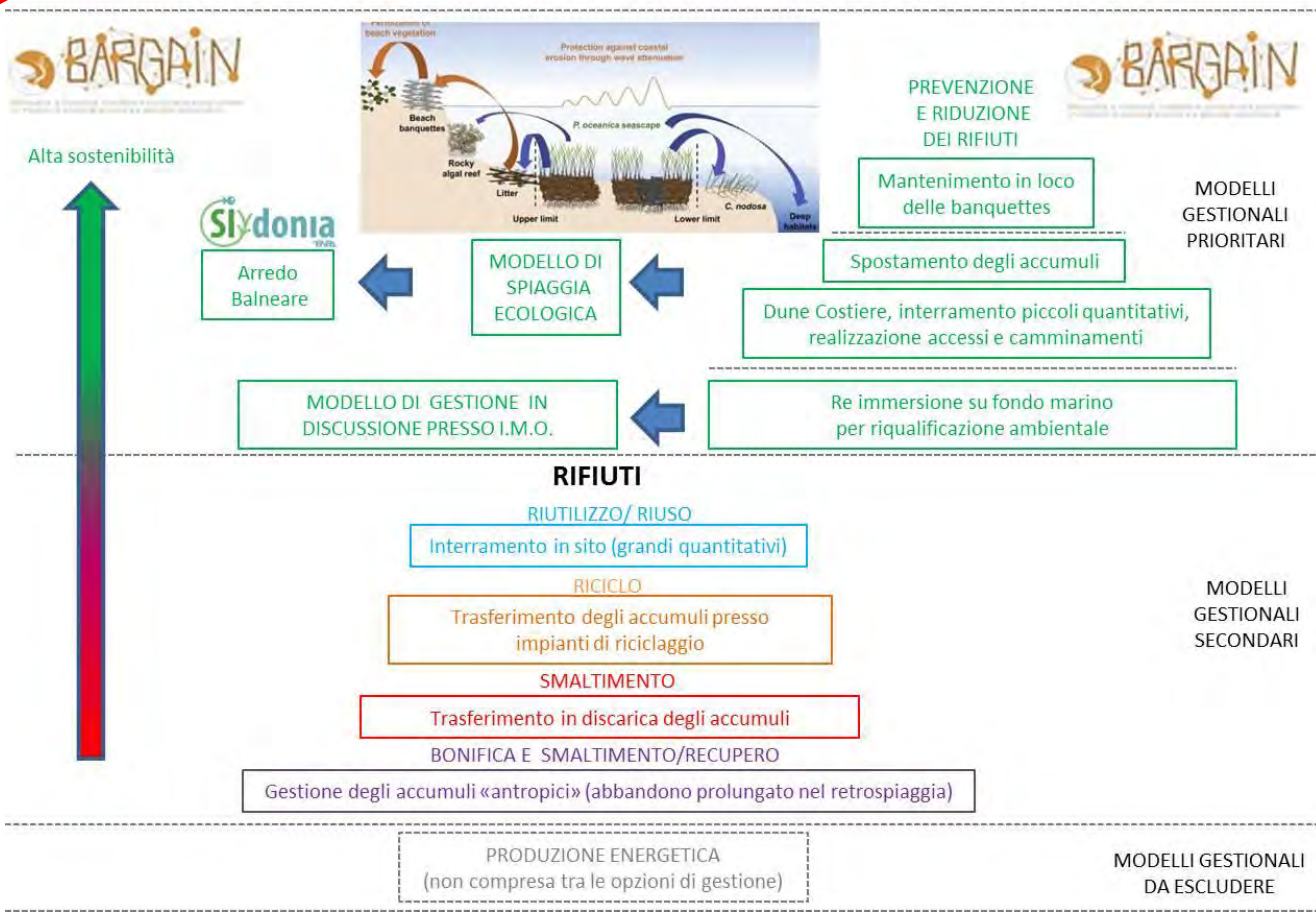 BARGAIN
BARGAIN
Alta sostenibilità
beach vegetation
Protection against coastal
erosion through wave attenuation
Beach
banquettes
P. oceanica seascape
Rocky
algal reef
Litter
Upper limit
Lower limit
C. nodosa
Deep
habitats
PREVENZIONE
E RIDUZIONE
DEI RIFIUTI
Mantenimento in loco
delle banquettes
MODELLI
GESTIONALI
PRIORITARI
Spostamento degli accumuli
SIydonia
Arredo
Balneare
MODELLO DI
SPIAGGIA
ECOLOGICA
Dune Costiere, interramento piccoli quantitativi,
realizzazione accessi e camminamenti
MODELLO DI GESTIONE IN
DISCUSSIONE PRESSO I.M.O.
Re immersione su fondo marino
per riqualificazione ambientale
RIFIUTI
RIUTILIZZO/ RIUSO
Interramento in sito (grandi quantitativi)
RICICLO
Trasferimento degli accumuli presso
impianti di riciclaggio
MODELLI
GESTIONALI
SECONDARI
SMALTIMENTO
Trasferimento in discarica degli accumuli
BONIFICA E SMALTIMENTO/RECUPERO
Gestione degli accumuli «antropici» (abbandono prolungato nel retrospiaggia)
PRODUZIONE ENERGETICA
(non compresa tra le opzioni di gestione)
MODELLI GESTIONALI
DA ESCLUDERE